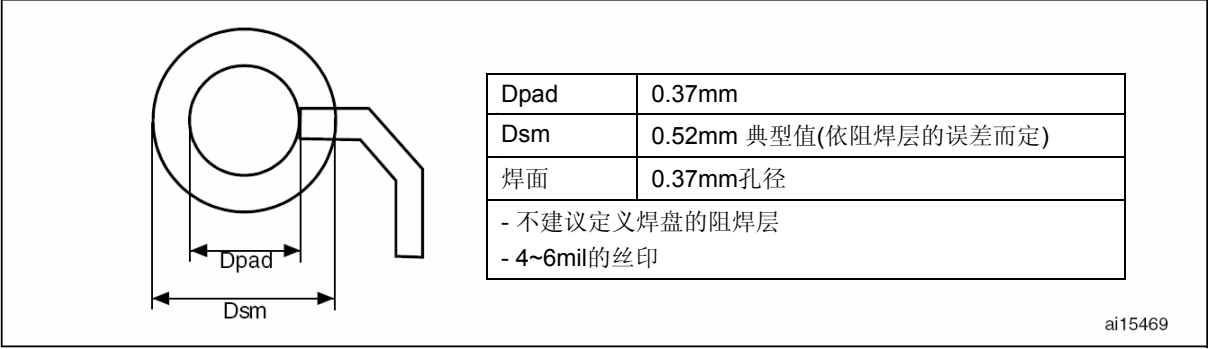 Dpad
Dsm
Dpad 0.37mm
Dsm 0.52mm 典型值(依阻焊层的误差而定)
焊面 0.37mm孔径
- 不建议定义焊盘的阻焊层
- 4~6mil的丝印
ai15469